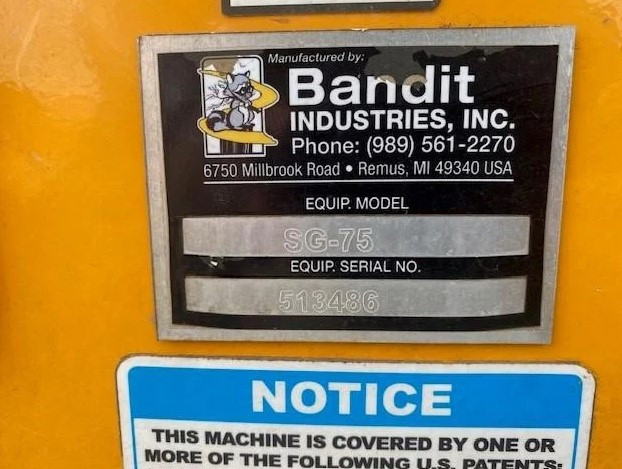 Manufactured by:
Bandit
INDUSTRIES, INC.
Phone: (989) 561-2270
6750 Millbrook Road • Remus, MI 49340 USA
EQUIP. MODEL
SG-75
EQUIP. SERIAL NO.
513486
NOTICE
THIS MACHINE IS COVERED BY ONE OR
MORE OF THE FOLLOWING U.S. PATENTS: